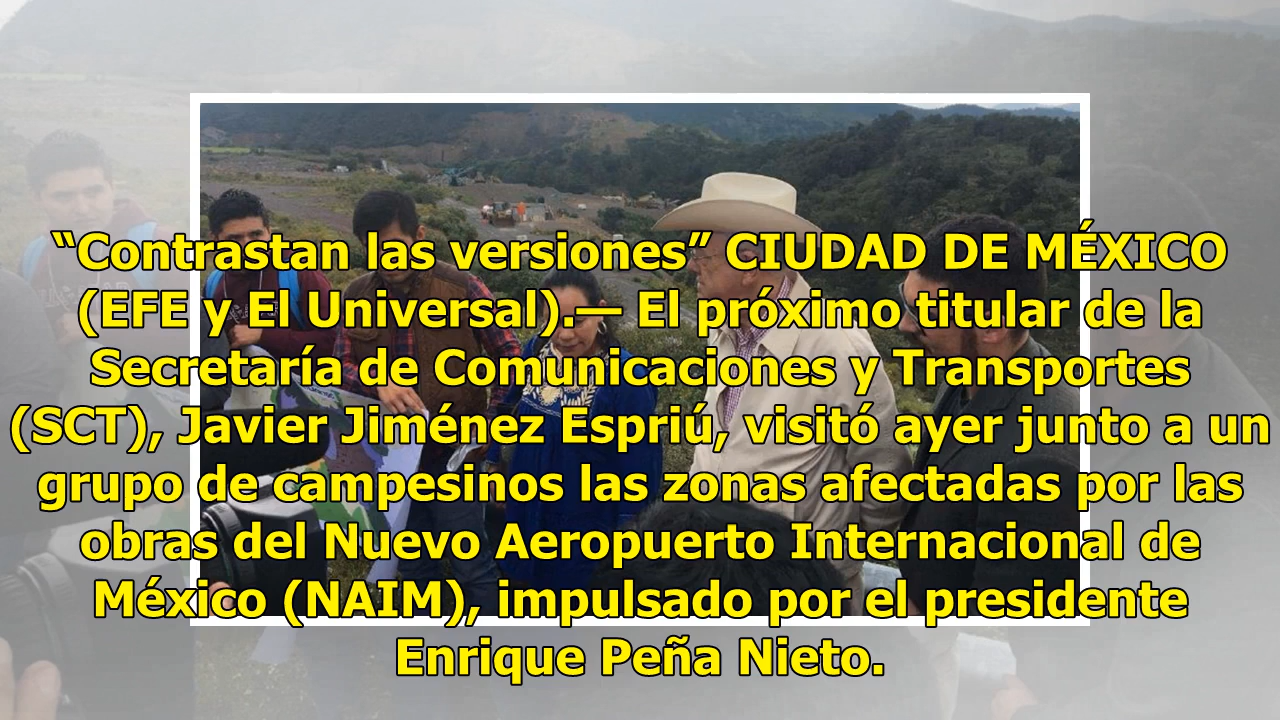 “Contrastan las versiones” CIUDAD DE MÉXICO
(EFE y El Universal).— El próximo titular de la
Secretaría de Comunicaciones y Transportes
(SCT), Javier Jiménez Espriú, visitó ayer junto a un
grupo de campesinos las zonas afectadas por las
obras del Nuevo Aeropuerto Internacional de
México (NAIM), impulsado por el presidente
Enrique Peña Nieto.